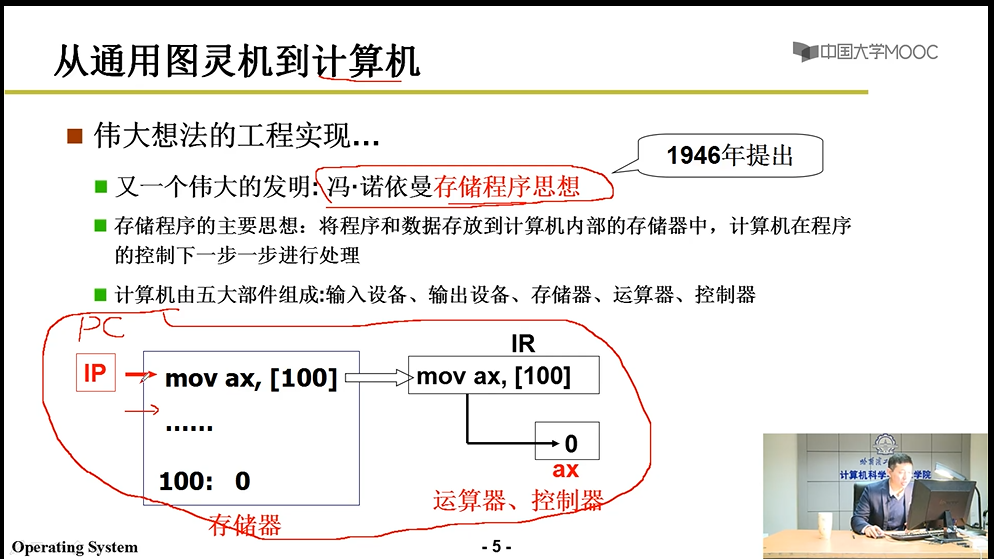 从通用图灵机到计算机
中国大学MOOC
伟大想法的工程实现...
1946年提出
又一个伟大的发明: 冯·诺依曼存储程序思想
存储程序的主要思想：将程序和数据存放到计算机内部的存储器中，计算机在程序
的控制下一步一步进行处理
计算机由五大部件组成:输入设备、输出设备、存储器、运算器、控制器
PC
IR
IP
mov ax, [100]
mov ax, [100]
......
0
ax
100: 0
运算器、控制器
存储器
计算机科学
学院
Operating System
- 5 -